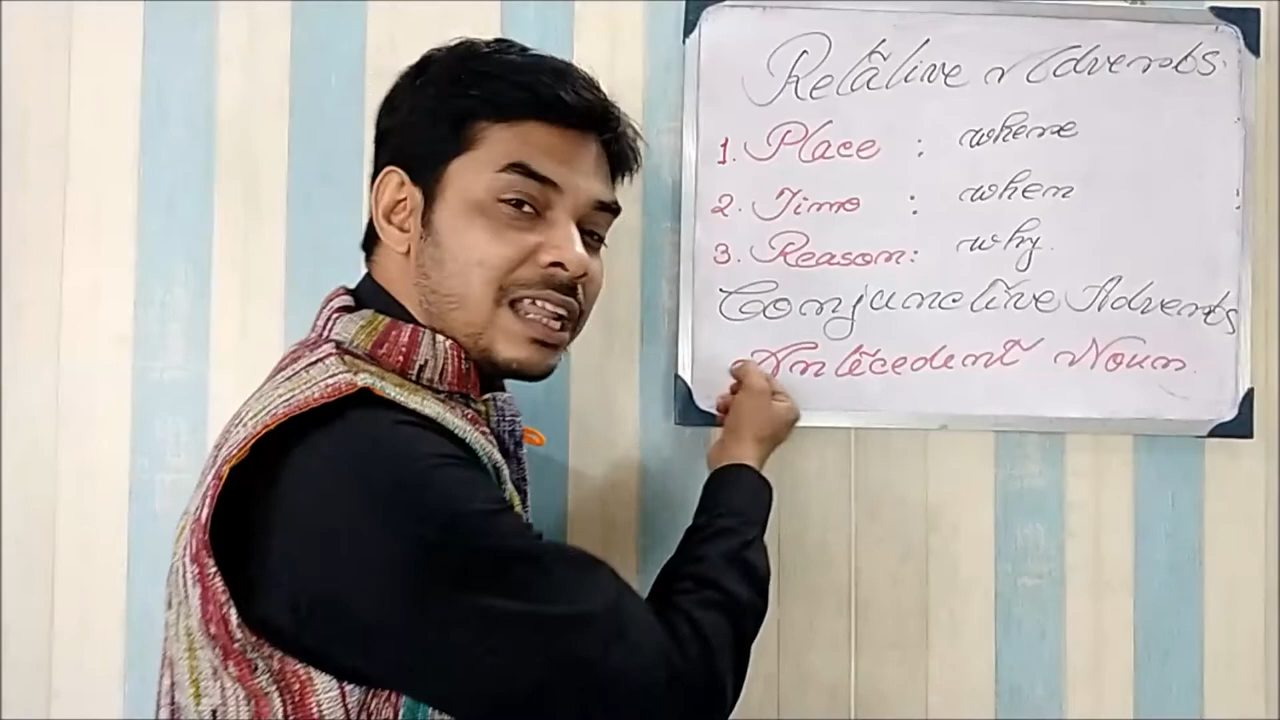 Relative Adverbs.
1. Place : where
2. Time : when
3. Reason: why.
Conjunctive Adverbs
Antecedent Noun.